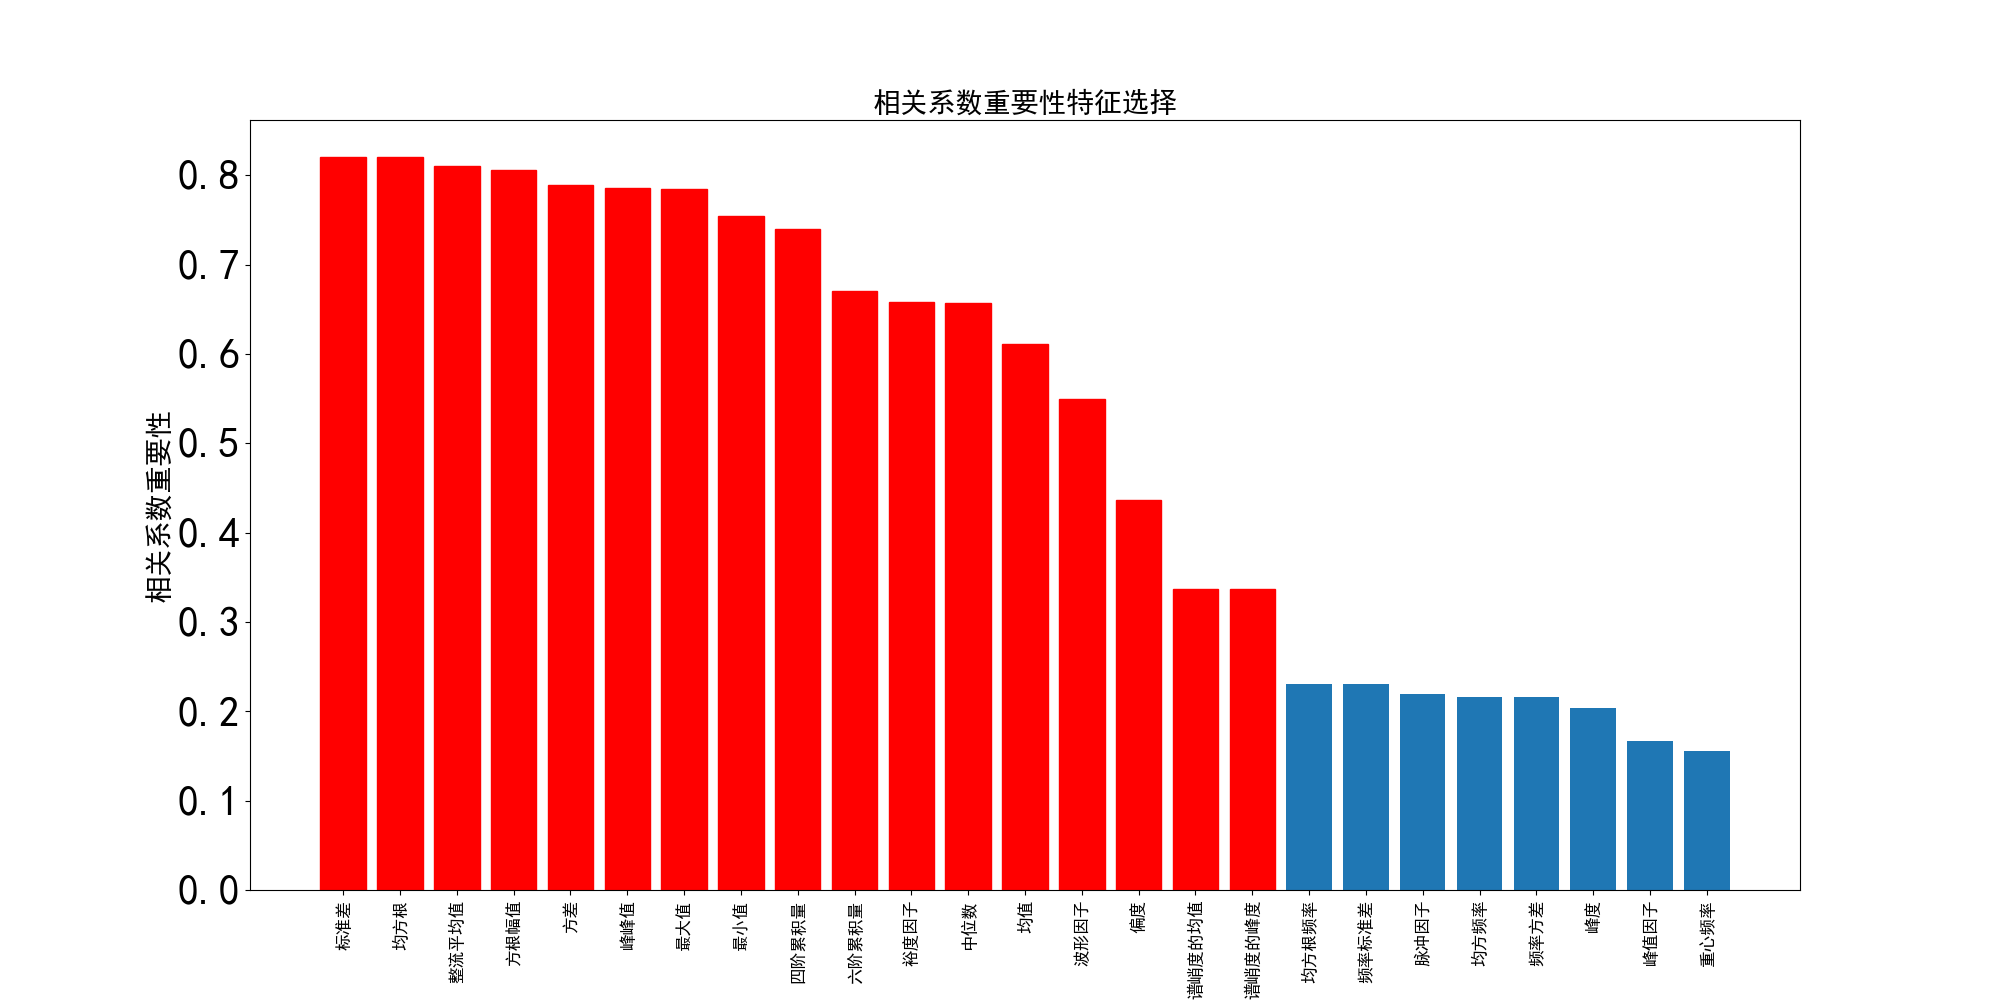 相关系数重要性特征选择
相关系数重要性
0.8
0.7
0.6
0.5
0.4
0.3
0.2
0.1
0.0
标准差
均方根
整流平均值
方根幅值
方差
峰峰值
最大值
最小值
四阶累积量
六阶累积量
裕度因子
中位数
均值
波形因子
偏度
谱峭度的均值
谱峭度的峰度
均方根频率
频率标准差
脉冲因子
均方频率
频率方差
峰度
峰值因子
重心频率